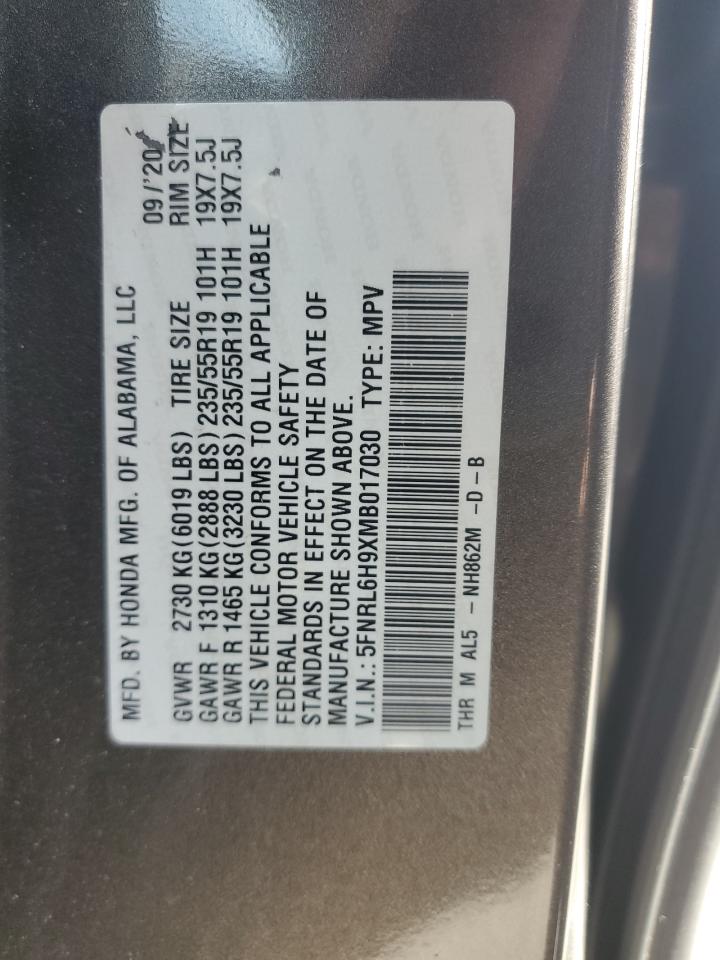 MFD. BY HONDA MFG. OF ALABAMA, LLC 09/'20
GVWR 2730 KG (6019 LBS) TIRE SIZE RIM SIZE
GAWR F 1310 KG (2888 LBS) 235/55R19 101H 19X7.5J
GAWR R 1465 KG (3230 LBS) 235/55R19 101H 19X7.5J
THIS VEHICLE CONFORMS TO ALL APPLICABLE
FEDERAL MOTOR VEHICLE SAFETY
STANDARDS IN EFFECT ON THE DATE OF
MANUFACTURE SHOWN ABOVE.
V.I.N.: 5FNRL6H9XMB017030 TYPE: MPV
THR M AL5 - NH862M -D-B